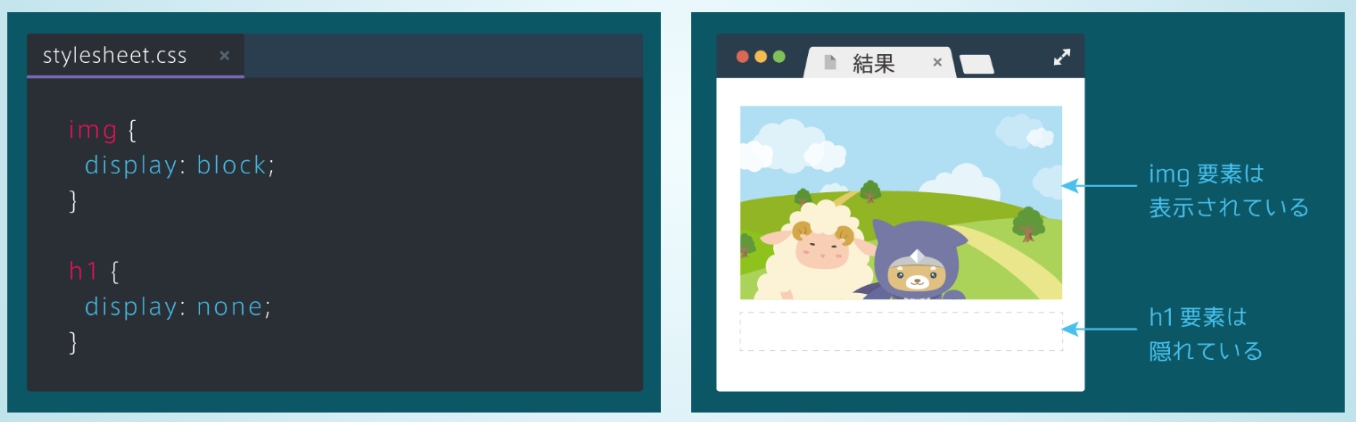 stylesheet.css ×
img {
display: block;
}
h1 {
display: none;
}
結果 ×
img 要素は
表示されている
h1 要素は
隠れている